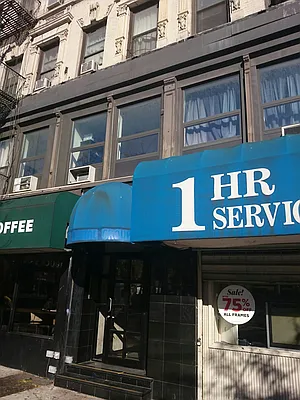 OFFEE
1 HR
SERVIC
Sale!
75%
ALL FRAMES